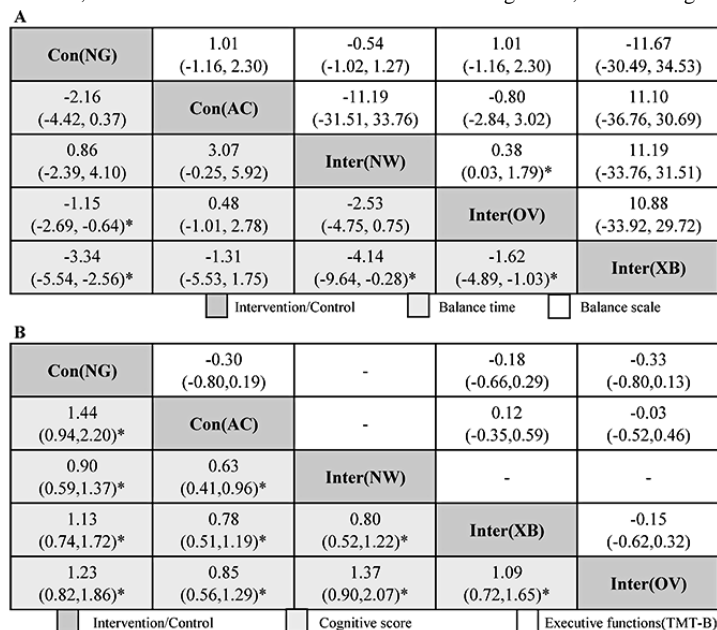 A
Con(NG) 1.01 -0.54 1.01 -11.67
(-1.16, 2.30) (-1.02, 1.27) (-1.16, 2.30) (-30.49, 34.53)
-2.16 Con(AC) -11.19 -0.80 11.10
(-4.42, 0.37) (-31.51, 33.76) (-2.84, 3.02) (-36.76, 30.69)
0.86 3.07 Inter(NW) 0.38 11.19
(-2.39, 4.10) (-0.25, 5.92) (0.03, 1.79)* (-33.76, 31.51)
-1.15 0.48 -2.53 Inter(OV) 10.88
(-2.69, -0.64)* (-1.01, 2.78) (-4.75, 0.75) (-33.92, 29.72)
-3.34 -1.31 -4.14 -1.62 Inter(XB)
(-5.54, -2.56)* (-5.53, 1.75) (-9.64, -0.28)* (-4.89, -1.03)*
Intervention/Control Balance time Balance scale
B
Con(NG) -0.30 - -0.18 -0.33
(-0.80,0.19) (-0.66,0.29) (-0.80,0.13)
1.44 Con(AC) - 0.12 -0.03
(0.94,2.20)* (-0.35,0.59) (-0.52,0.46)
0.90 0.63 Inter(NW) - -
(0.59,1.37)* (0.41,0.96)*
1.13 0.78 0.80 Inter(XB) -0.15
(0.74,1.72)* (0.51,1.19)* (0.52,1.22)* (-0.62,0.32)
1.23 0.85 1.37 1.09 Inter(OV)
(0.82,1.86)* (0.56,1.29)* (0.90,2.07)* (0.72,1.65)*
Intervention/Control Cognitive score Executive functions(TMT-B)